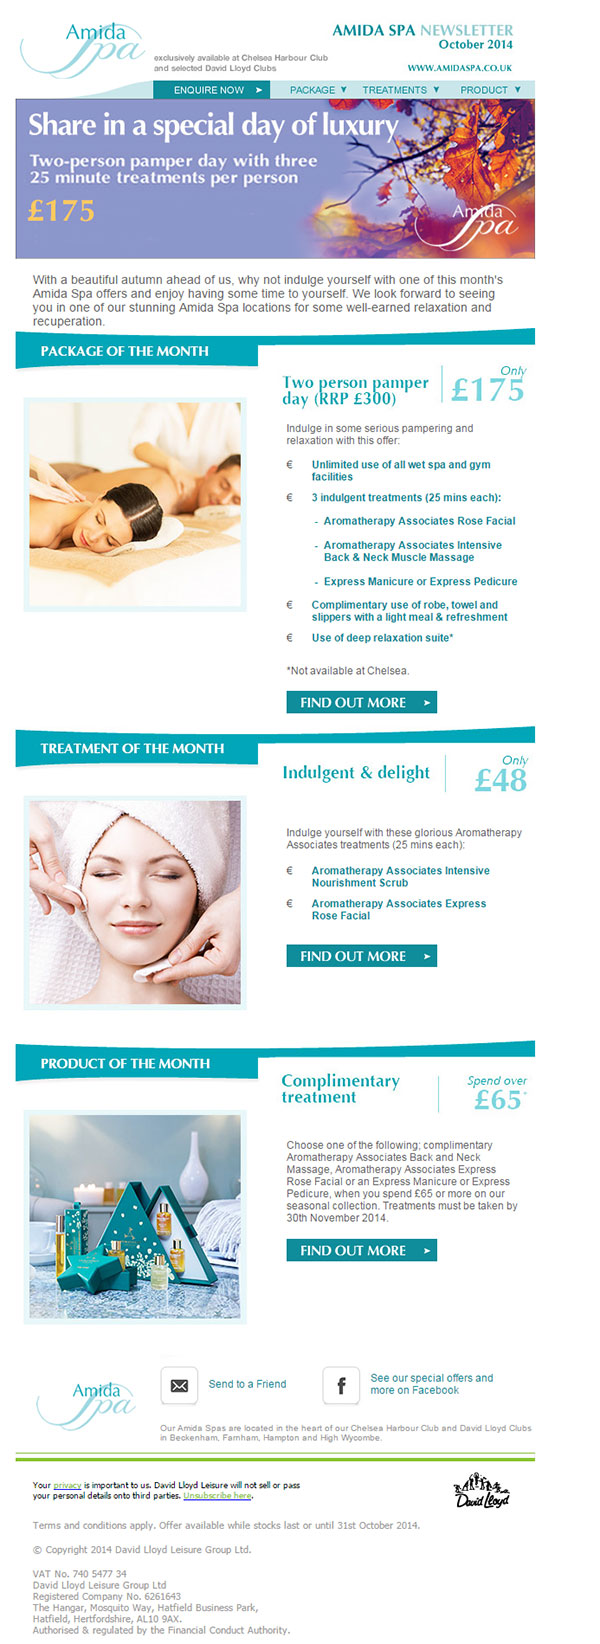 Amida
Spa
AMIDA SPA NEWSLETTER
October 2014
exclusively available at Chelsea Harbour Club
and selected David Lloyd Clubs
WWW.AMIDASPA.CO.UK
ENQUIRE NOW ➤ PACKAGE ▼ TREATMENTS ▼ PRODUCT ▼
Share in a special day of luxury
Two-person pamper day with three
25 minute treatments per person
£175
Amida
Spa
With a beautiful autumn ahead of us, why not indulge yourself with one of this month's
Amida Spa offers and enjoy having some time to yourself. We look forward to seeing
you in one of our stunning Amida Spa locations for some well-earned relaxation and
recuperation.
PACKAGE OF THE MONTH
Two person pamper
day (RRP £300)
Only
£175
Indulge in some serious pampering and
relaxation with this offer:
€ Unlimited use of all wet spa and gym
facilities
€ 3 indulgent treatments (25 mins each):
- Aromatherapy Associates Rose Facial
- Aromatherapy Associates Intensive
Back & Neck Muscle Massage
- Express Manicure or Express Pedicure
€ Complimentary use of robe, towel and
slippers with a light meal & refreshment
€ Use of deep relaxation suite*
*Not available at Chelsea.
FIND OUT MORE ➤
TREATMENT OF THE MONTH
Indulgent & delight
Only
£48
Indulge yourself with these glorious Aromatherapy
Associates treatments (25 mins each):
€ Aromatherapy Associates Intensive
Nourishment Scrub
€ Aromatherapy Associates Express
Rose Facial
FIND OUT MORE ➤
PRODUCT OF THE MONTH
Complimentary
treatment
Spend over
£65*
Choose one of the following; complimentary
Aromatherapy Associates Back and Neck
Massage, Aromatherapy Associates Express
Rose Facial or an Express Manicure or Express
Pedicure, when you spend £65 or more on our
seasonal collection. Treatments must be taken by
30th November 2014.
FIND OUT MORE ➤
Amida
Spa
Send to a Friend
f
See our special offers and
more on Facebook
Our Amida Spas are located in the heart of our Chelsea Harbour Club and David Lloyd Clubs
in Beckenham, Farnham, Hampton and High Wycombe.
Your privacy is important to us. David Lloyd Leisure will not sell or pass
your personal details onto third parties. Unsubscribe here.
David Lloyd
Terms and conditions apply. Offer available while stocks last or until 31st October 2014.
© Copyright 2014 David Lloyd Leisure Group Ltd.
VAT No. 740 5477 34
David Lloyd Leisure Group Ltd
Registered Company No. 6261643
The Hangar, Mosquito Way, Hatfield Business Park,
Hatfield, Hertfordshire, AL10 9AX.
Authorised & regulated by the Financial Conduct Authority.